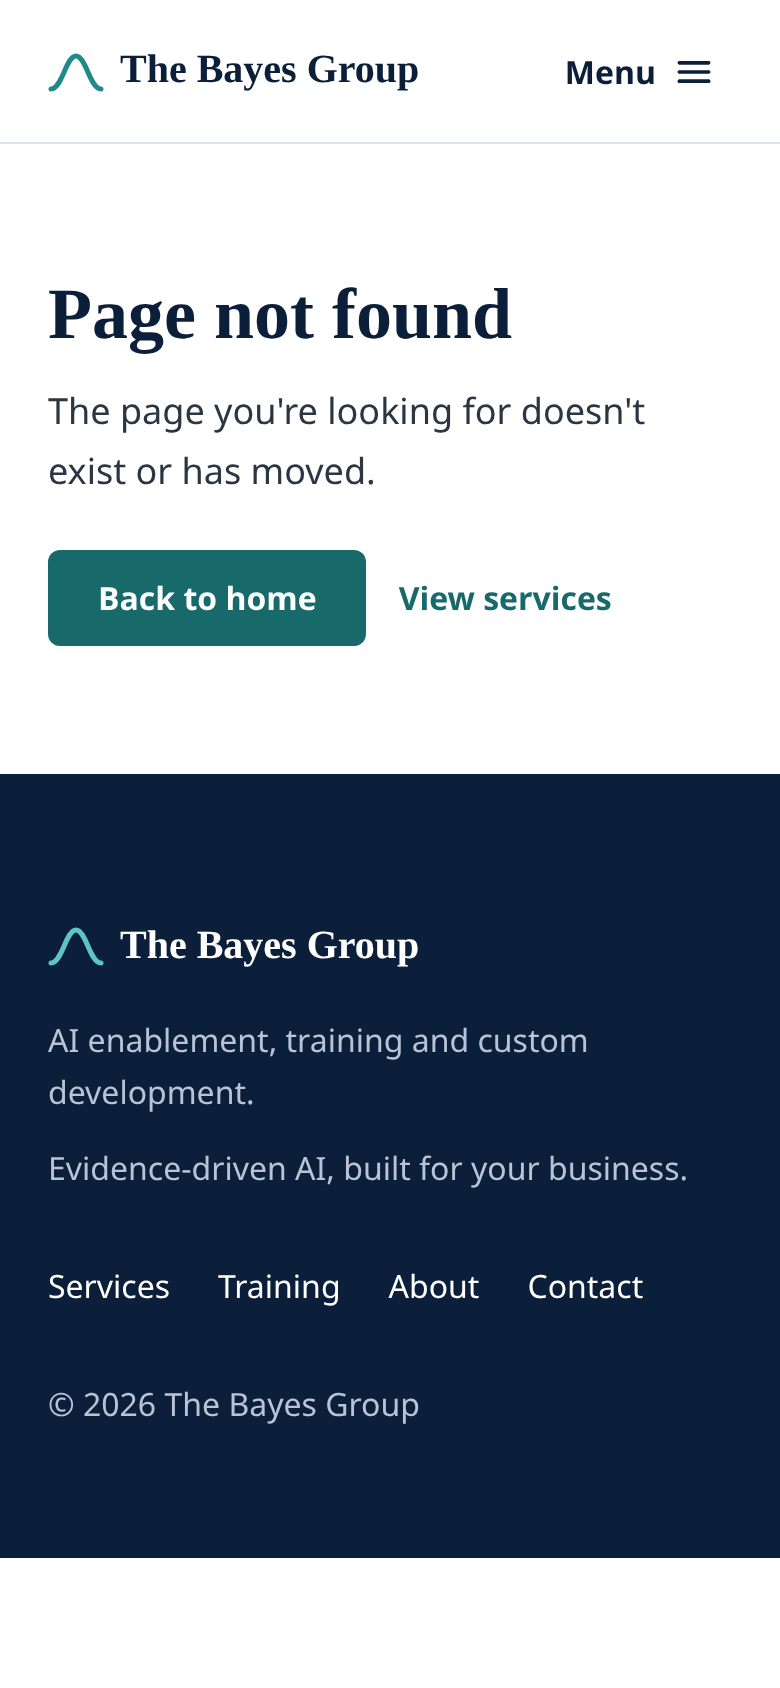 The Bayes Group
Menu
Page not found
The page you're looking for doesn't
exist or has moved.
Back to home
View services
The Bayes Group
AI enablement, training and custom
development.
Evidence-driven AI, built for your business.
Services Training About Contact
© 2026 The Bayes Group